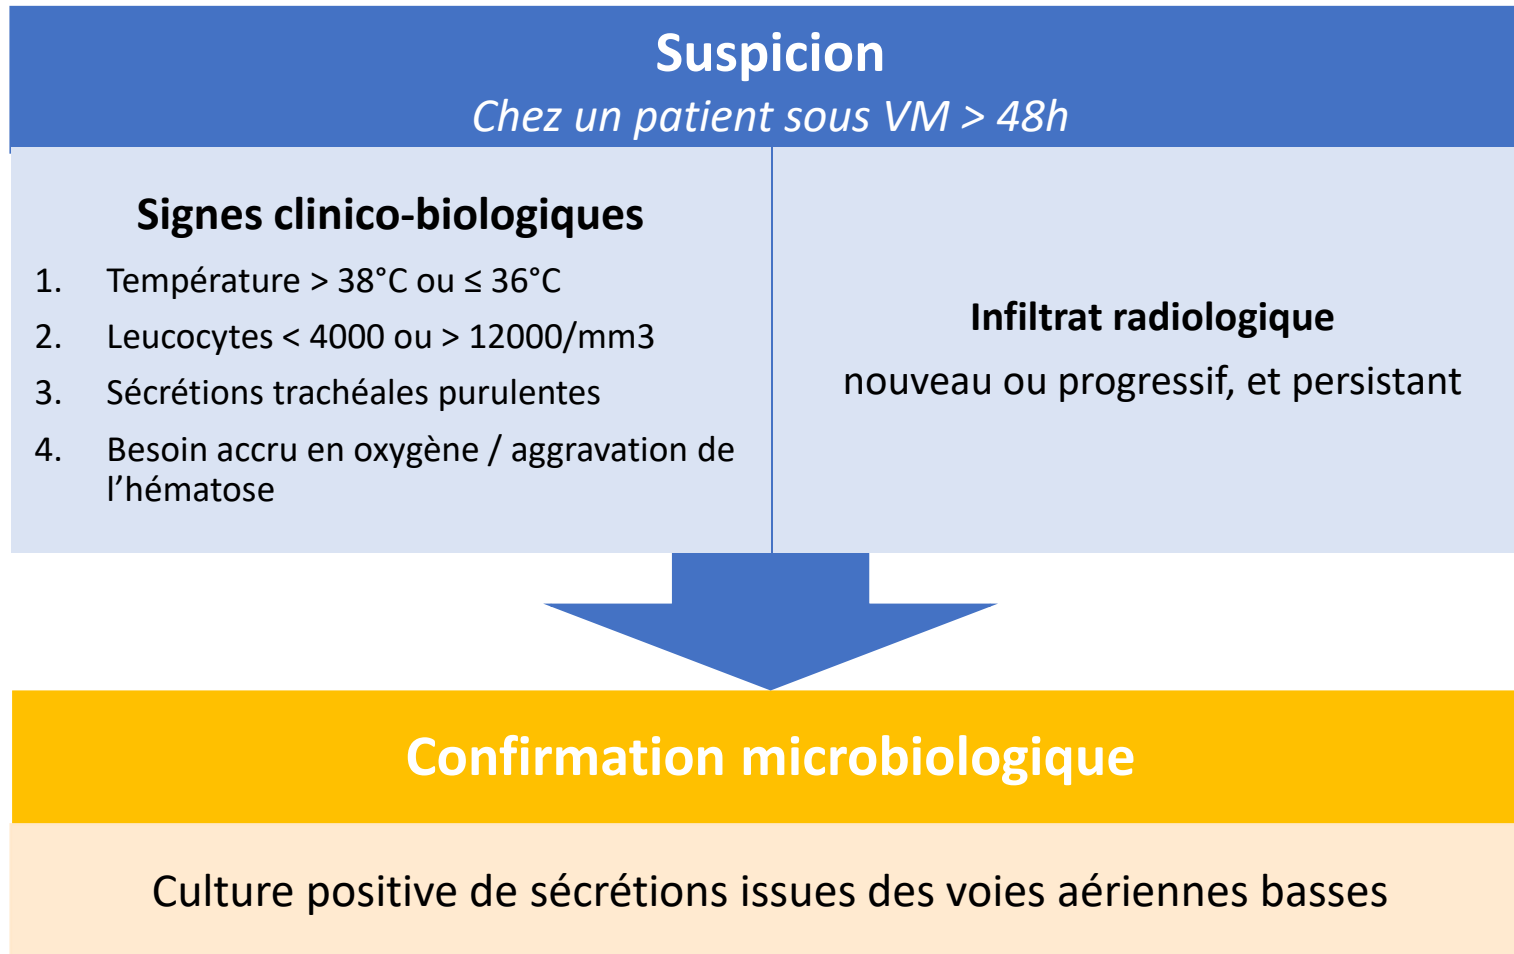 Suspicion
Chez un patient sous VM > 48h
Signes clinico-biologiques
1. Température > 38°C ou ≤ 36°C
2. Leucocytes < 4000 ou > 12000/mm3
3. Sécrétions trachéales purulentes
4. Besoin accru en oxygène / aggravation de
l’hématose
Infiltrat radiologique
nouveau ou progressif, et persistant
Confirmation microbiologique
Culture positive de sécrétions issues des voies aériennes basses